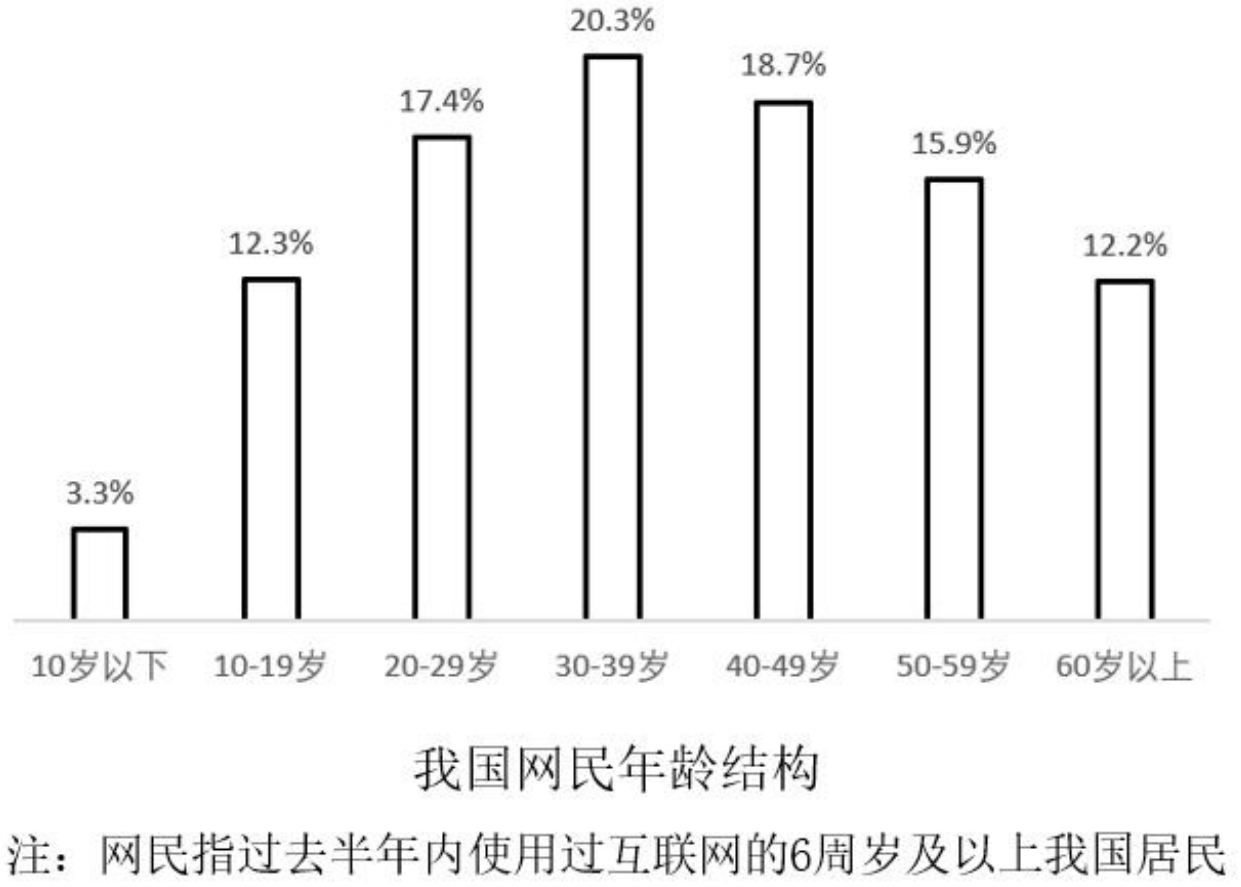 20.3%
18.7%
17.4%
15.9%
12.3%
12.2%
3.3%
10岁以下 10-19岁 20-29岁 30-39岁 40-49岁 50-59岁 60岁以上
我国网民年龄结构
注：网民指过去半年内使用过互联网的6周岁及以上我国居民